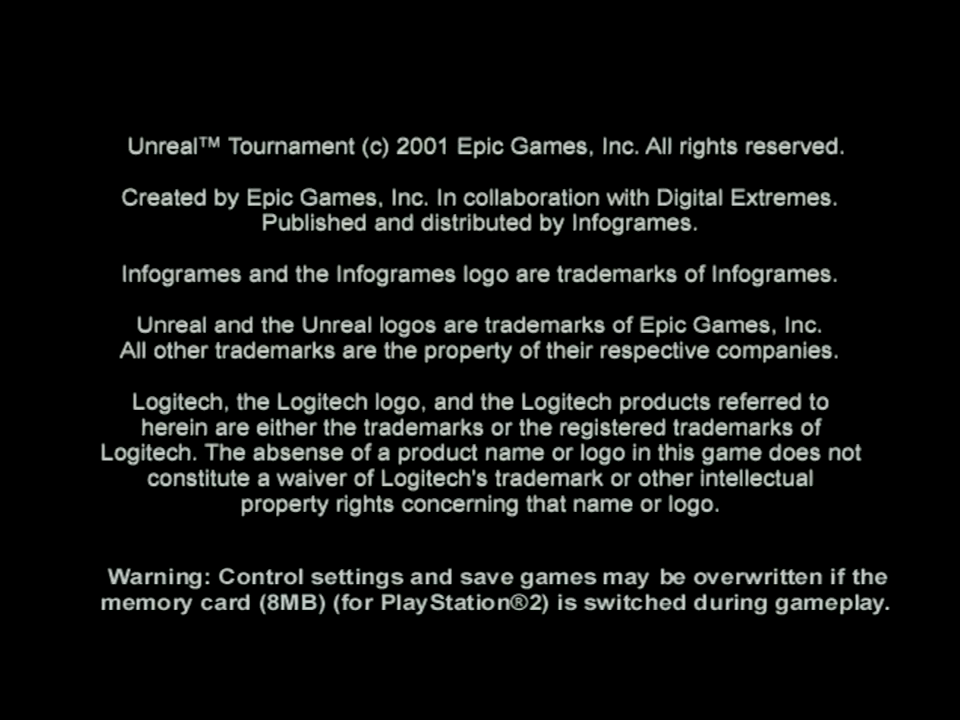 Unreal™ Tournament (c) 2001 Epic Games, Inc. All rights reserved.
Created by Epic Games, Inc. In collaboration with Digital Extremes.
Published and distributed by Infogrames.
Infogrames and the Infogrames logo are trademarks of Infogrames.
Unreal and the Unreal logos are trademarks of Epic Games, Inc.
All other trademarks are the property of their respective companies.
Logitech, the Logitech logo, and the Logitech products referred to
herein are either the trademarks or the registered trademarks of
Logitech. The absense of a product name or logo in this game does not
constitute a waiver of Logitech's trademark or other intellectual
property rights concerning that name or logo.
Warning: Control settings and save games may be overwritten if the
memory card (8MB) (for PlayStation®2) is switched during gameplay.